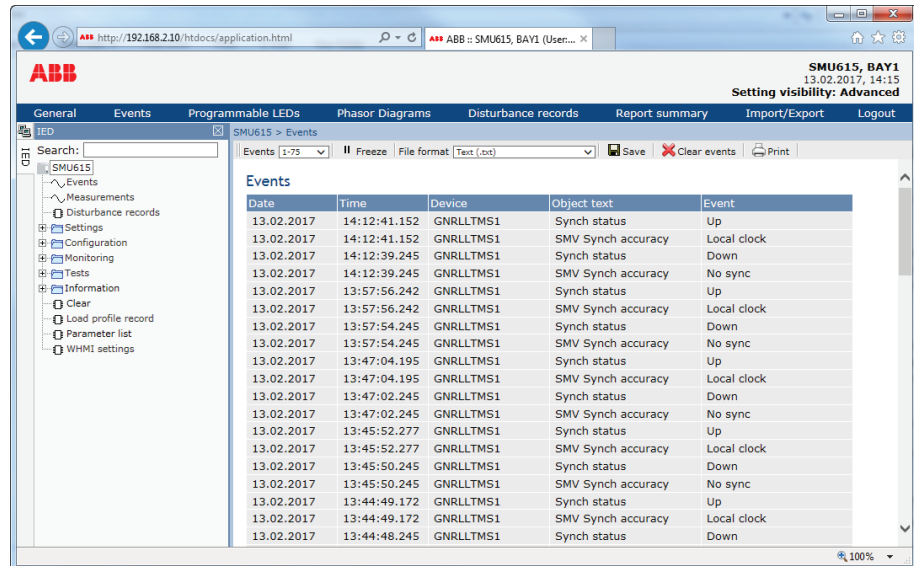 ABB http://192.168.2.10/htdocs/application.html
ABB ABB :: SMU615, BAY1 (User:...
ABB
SMU615, BAY1
13.02.2017, 14:15
Setting visibility: Advanced
General Events Programmable LEDs Phasor Diagrams Disturbance records Report summary Import/Export Logout
IED
IED
SMU615 > Events
Search:
Events 1-75 Freeze File format Text (.txt) Save Clear events Print
SMU615
Events
Measurements
Disturbance records
Settings
Configuration
Monitoring
Tests
Information
Clear
Load profile record
Parameter list
WHMI settings
Events
Date Time Device Object text Event
13.02.2017 14:12:41.152 GNRLLTMS1 Synch status Up
13.02.2017 14:12:41.152 GNRLLTMS1 SMV Synch accuracy Local clock
13.02.2017 14:12:39.245 GNRLLTMS1 Synch status Down
13.02.2017 14:12:39.245 GNRLLTMS1 SMV Synch accuracy No sync
13.02.2017 13:57:56.242 GNRLLTMS1 Synch status Up
13.02.2017 13:57:56.242 GNRLLTMS1 SMV Synch accuracy Local clock
13.02.2017 13:57:54.245 GNRLLTMS1 Synch status Down
13.02.2017 13:57:54.245 GNRLLTMS1 SMV Synch accuracy No sync
13.02.2017 13:47:04.195 GNRLLTMS1 Synch status Up
13.02.2017 13:47:04.195 GNRLLTMS1 SMV Synch accuracy Local clock
13.02.2017 13:47:02.245 GNRLLTMS1 Synch status Down
13.02.2017 13:47:02.245 GNRLLTMS1 SMV Synch accuracy No sync
13.02.2017 13:45:52.277 GNRLLTMS1 Synch status Up
13.02.2017 13:45:52.277 GNRLLTMS1 SMV Synch accuracy Local clock
13.02.2017 13:45:50.245 GNRLLTMS1 Synch status Down
13.02.2017 13:45:50.245 GNRLLTMS1 SMV Synch accuracy No sync
13.02.2017 13:44:49.172 GNRLLTMS1 Synch status Up
13.02.2017 13:44:49.172 GNRLLTMS1 SMV Synch accuracy Local clock
13.02.2017 13:44:48.245 GNRLLTMS1 Synch status Down
100%